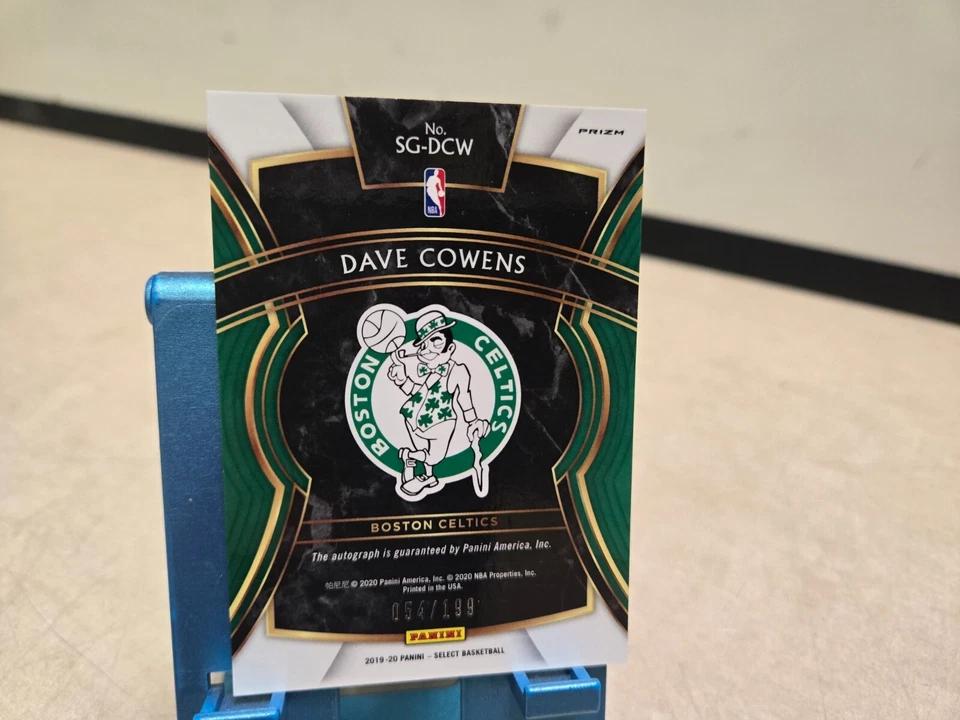 No.
SG-DCW
PRIZM
NBA
DAVE COWENS
BOSTON CELTICS
BOSTON CELTICS
The autograph is guaranteed by Panini America, Inc.
帕尼尼 © 2020 Panini America, Inc. © 2020 NBA Properties, Inc.
Printed in the USA.
054/199
PANINI
2019-20 PANINI – SELECT BASKETBALL